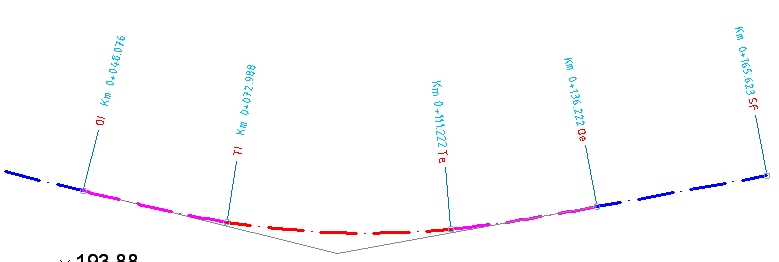 OI Km 0+048.076
TI Km 0+072.988
Km 0+111.222 Te
Km 0+136.222 Oe
Km 0+165.623 Sf
193.88